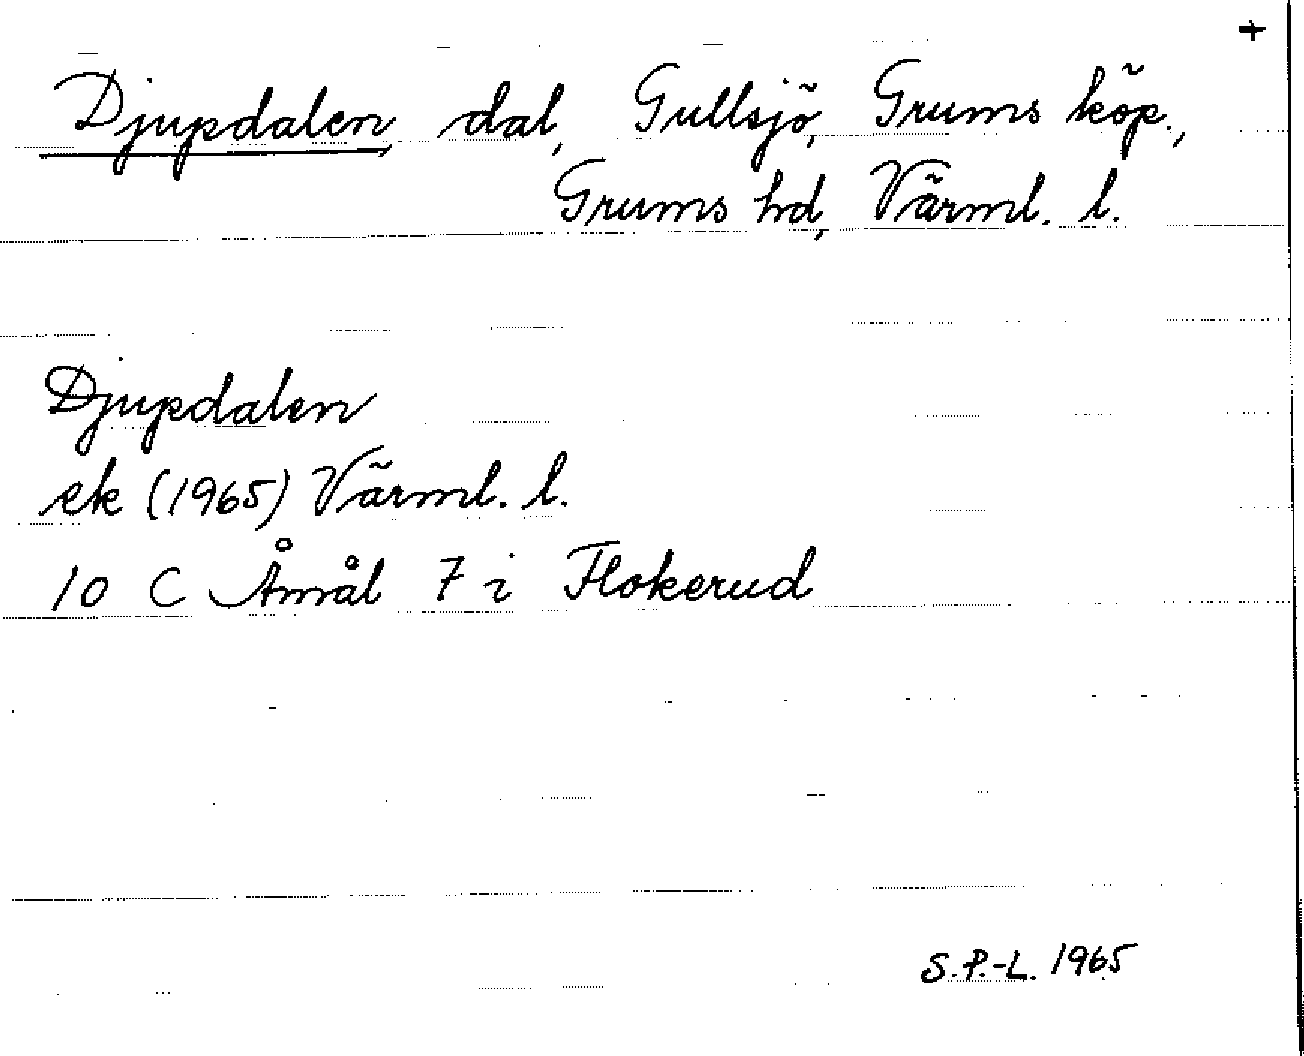 +
Djupdalen, dal, Gullsjö, Grums köp.,
Grums hd, Värml. l.
Djupdalen
ek (1965) Värml. l.
10 C Åmål 7 i Flokerud
S.P.-L. 1965